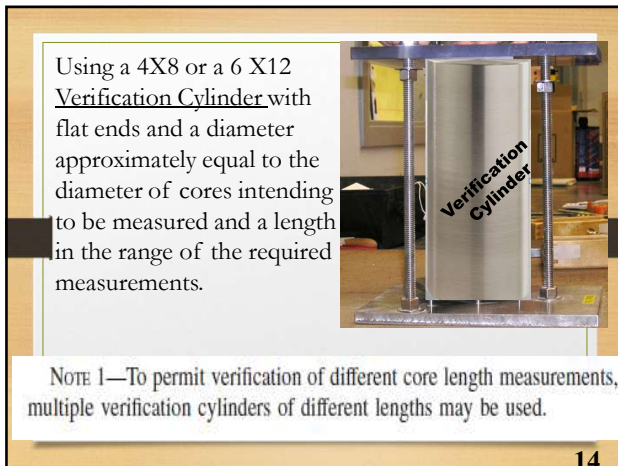 Using a 4X8 or a 6 X12
Verification Cylinder with
flat ends and a diameter
approximately equal to the
diameter of cores intending
to be measured and a length
in the range of the required
measurements.
Verification
Cylinder
NOTE 1—To permit verification of different core length measurements,
multiple verification cylinders of different lengths may be used.
14